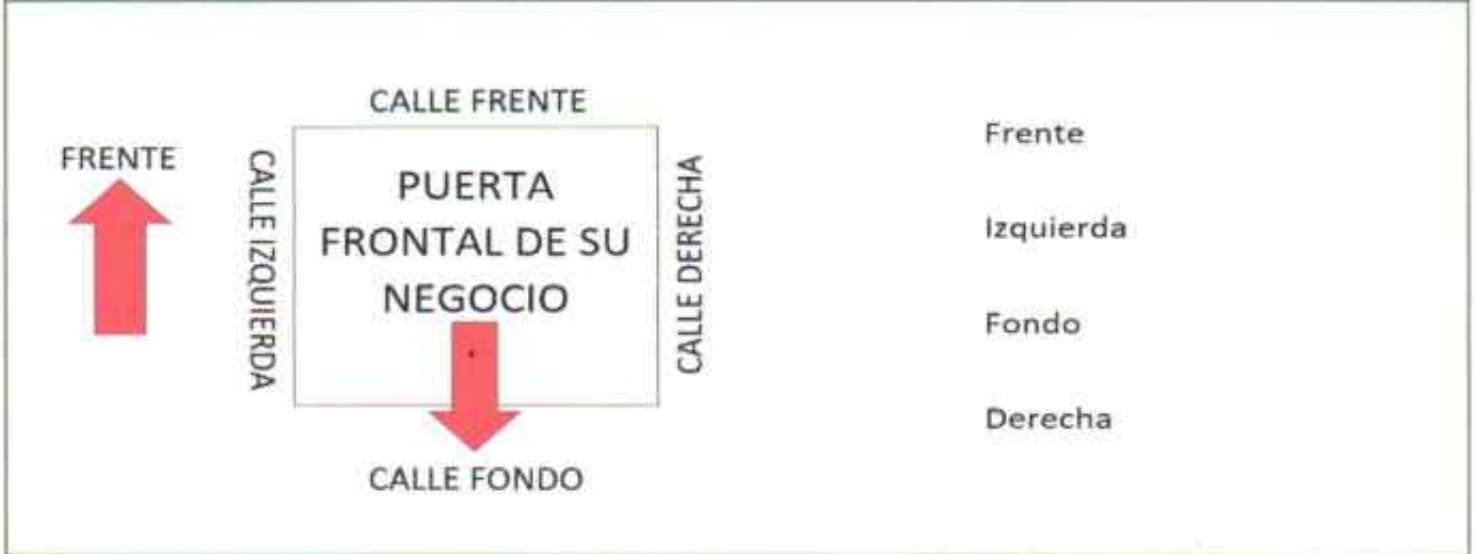 CALLE FRENTE
FRENTE
CALLE IZQUIERDA
PUERTA
FRONTAL DE SU
NEGOCIO
CALLE DERECHA
CALLE FONDO
Frente
Izquierda
Fondo
Derecha